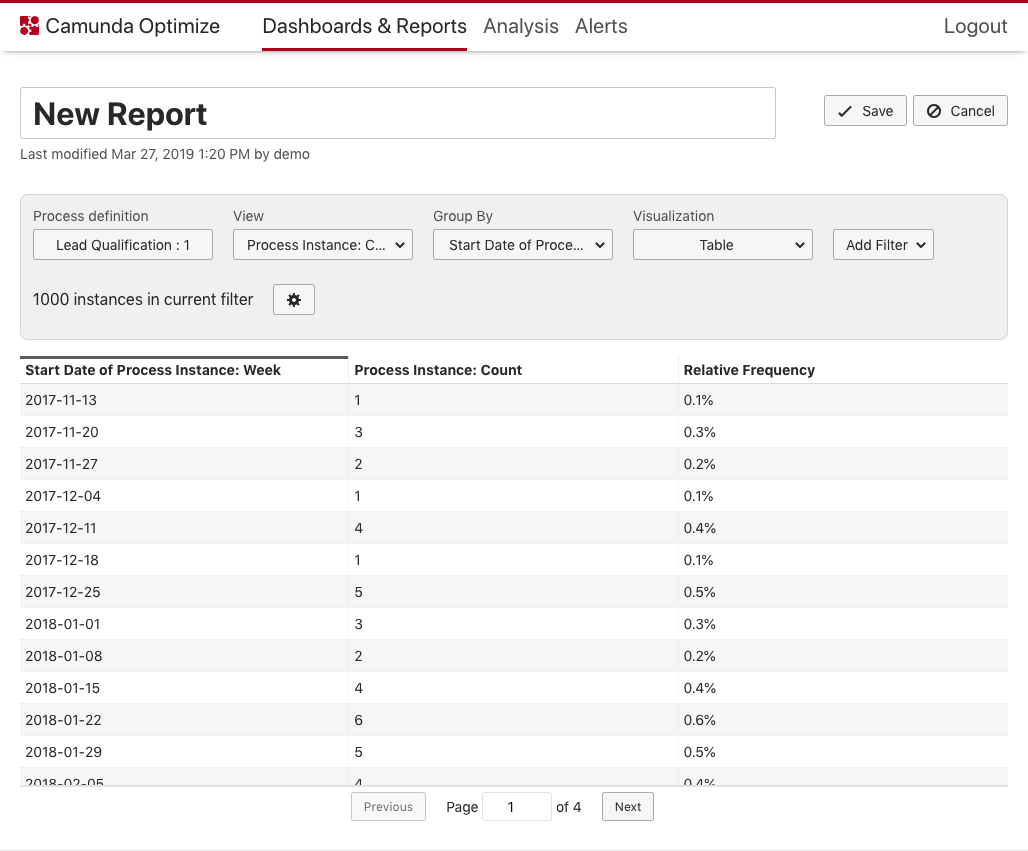 Camunda Optimize Dashboards & Reports Analysis Alerts Logout
New Report
Save Cancel
Last modified Mar 27, 2019 1:20 PM by demo
Process definition View Group By Visualization
Lead Qualification : 1 Process Instance: C... Start Date of Proce... Table Add Filter
1000 instances in current filter
Start Date of Process Instance: Week Process Instance: Count Relative Frequency
2017-11-13 1 0.1%
2017-11-20 3 0.3%
2017-11-27 2 0.2%
2017-12-04 1 0.1%
2017-12-11 4 0.4%
2017-12-18 1 0.1%
2017-12-25 5 0.5%
2018-01-01 3 0.3%
2018-01-08 2 0.2%
2018-01-15 4 0.4%
2018-01-22 6 0.6%
2018-01-29 5 0.5%
2018-02-05 4 0.4%
Previous Page 1 of 4 Next